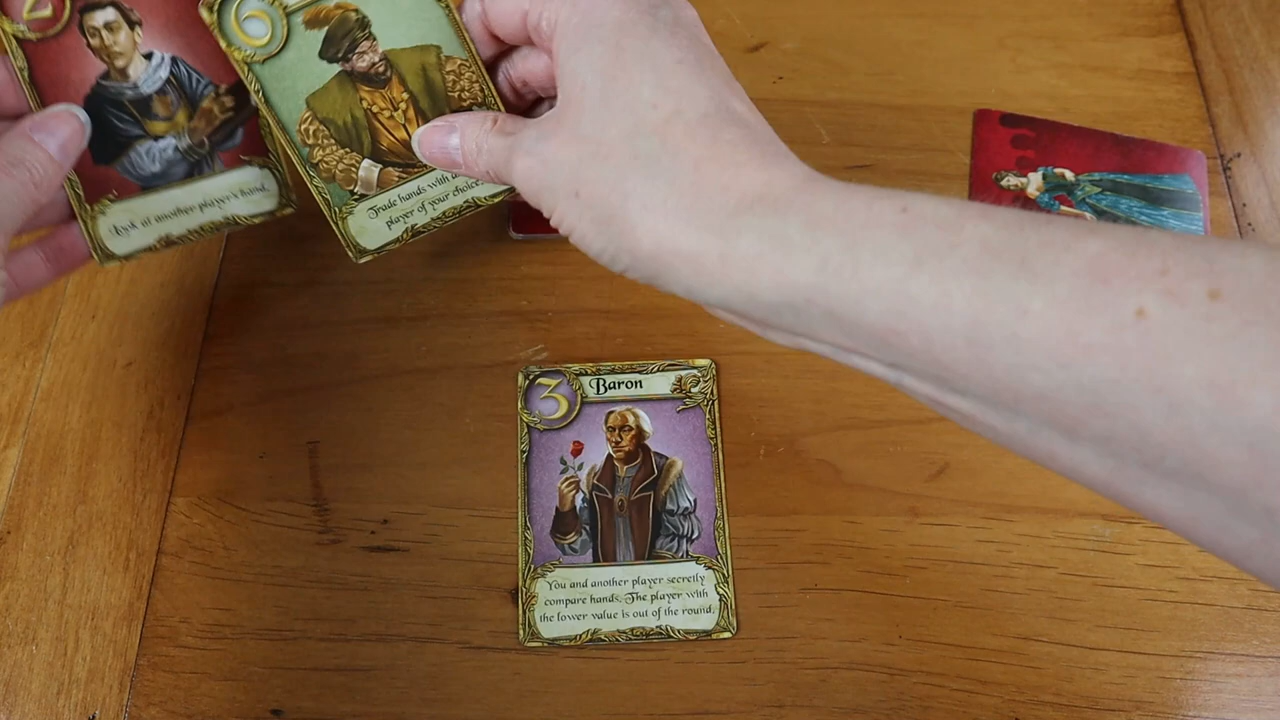 2
Look at another player's hand.
6
Trade hands with
player of your choice.
3
Baron
You and another player secretly
compare hands. The player with
the lower value is out of the round.